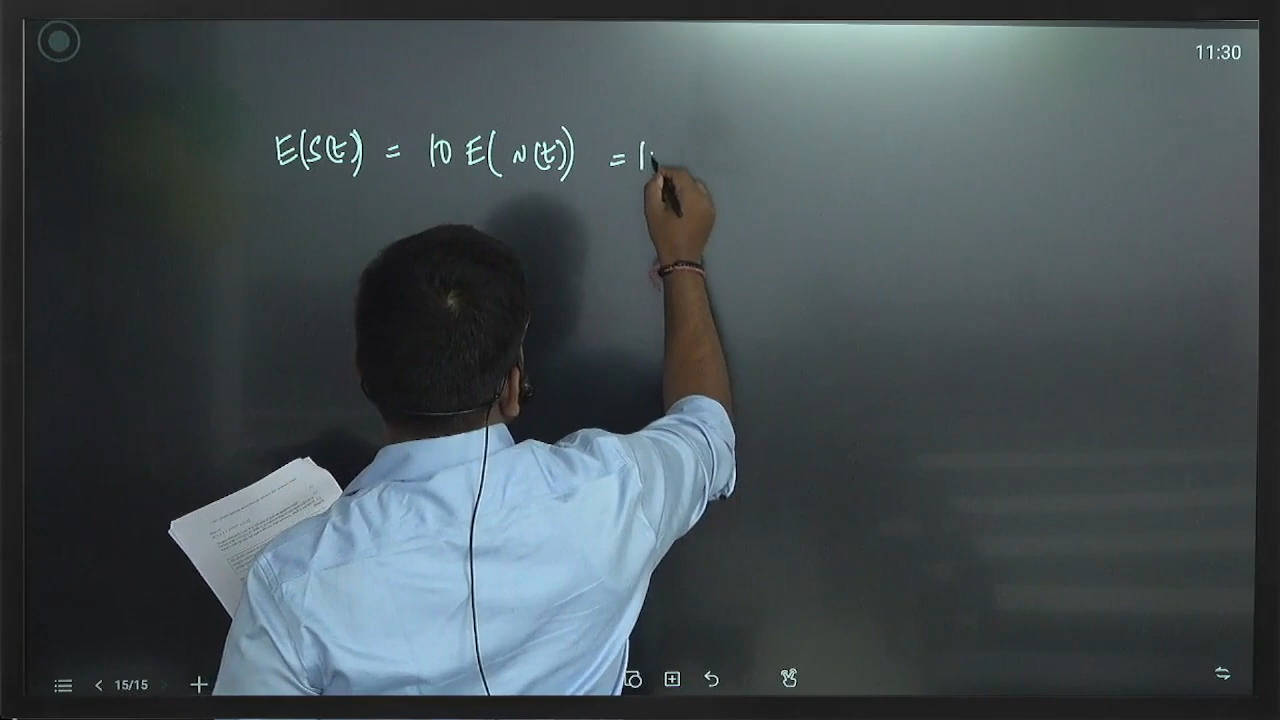 11:30
E(S(t)) = 10 E( N(t)) = 1
15/15